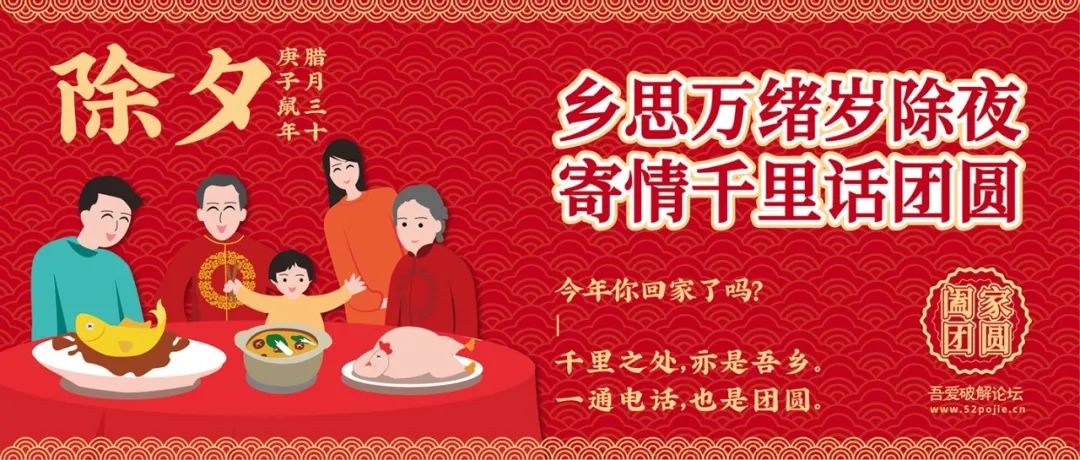 除夕
腊月三十
庚子鼠年
乡思万绪岁除夜
寄情千里话团圆
今年你回家了吗?
千里之处,亦是吾乡。
一通电话,也是团圆。
阖家
团圆
吾爱破解论坛
www.52pojie.cn